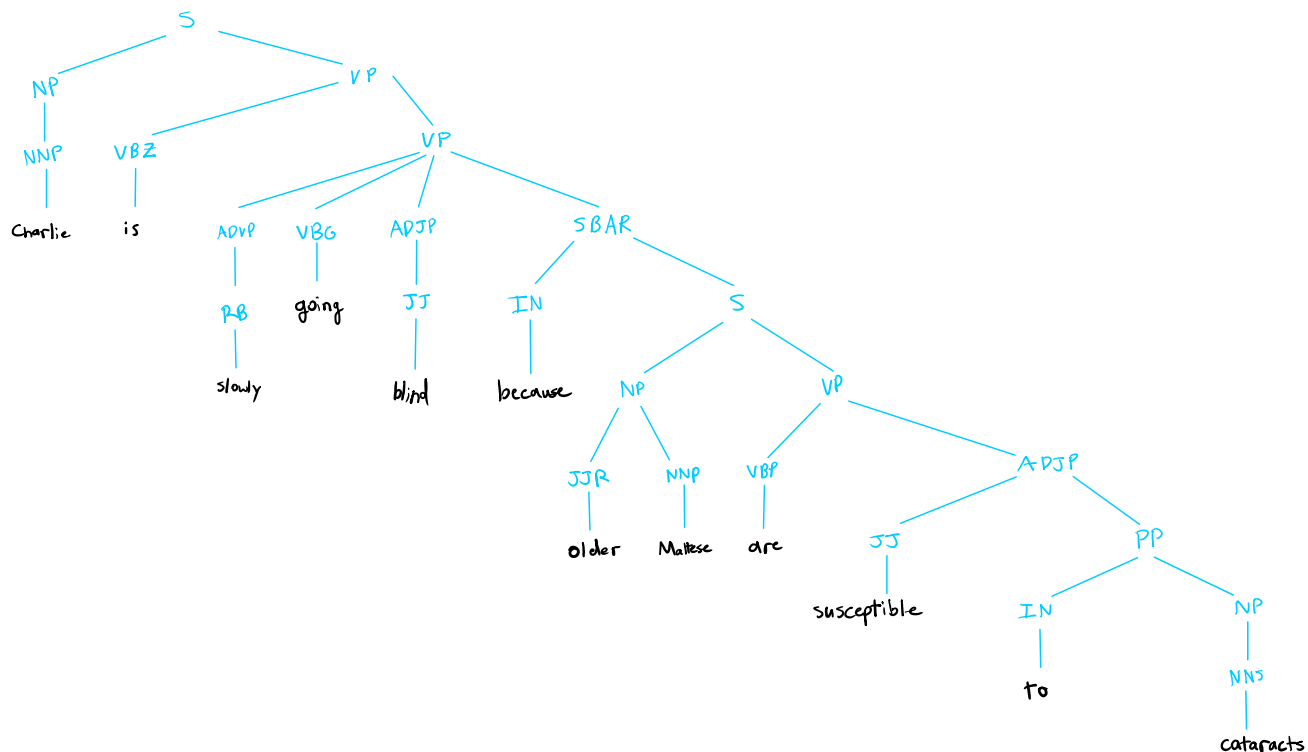 S
NP VP
NNP VBZ VP
Charlie is ADVP VBG ADJP SBAR
RB going JJ IN S
slowly blind because NP VP
JJR NNP VBP ADJP
older Maltese are JJ PP
susceptible IN NP
to NNS
cataracts